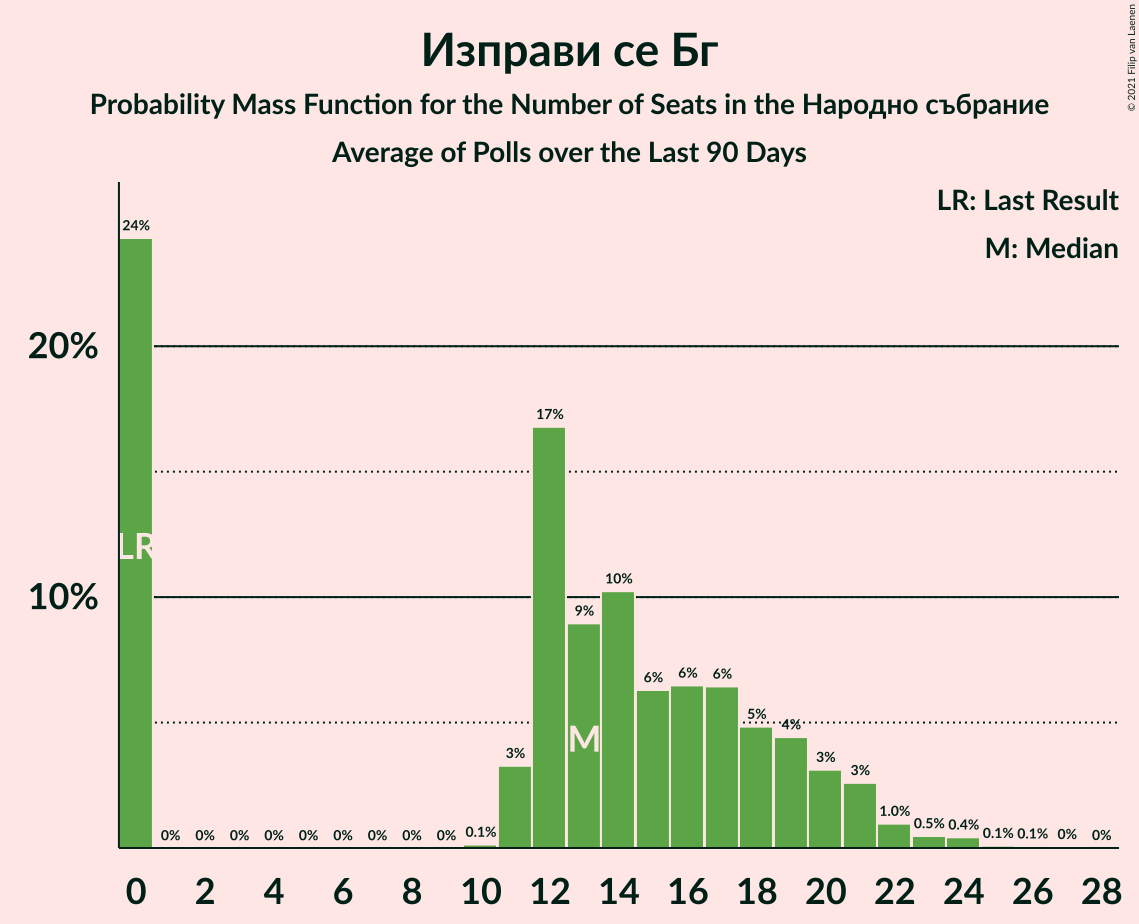 Изправи се Бг
Probability Mass Function for the Number of Seats in the Народно събрание
Average of Polls over the Last 90 Days
© 2021 Filip van Laenen
LR: Last Result
M: Median
24%
20%
17%
LR
10%
10%
9%
6% 6% 6%
5%
4%
M
3%
3%
3%
0% 0% 0% 0% 0% 0% 0% 0% 0% 0.1%
1.0%
0.5% 0.4% 0.1% 0.1% 0% 0%
0 2 4 6 8 10 12 14 16 18 20 22 24 26 28